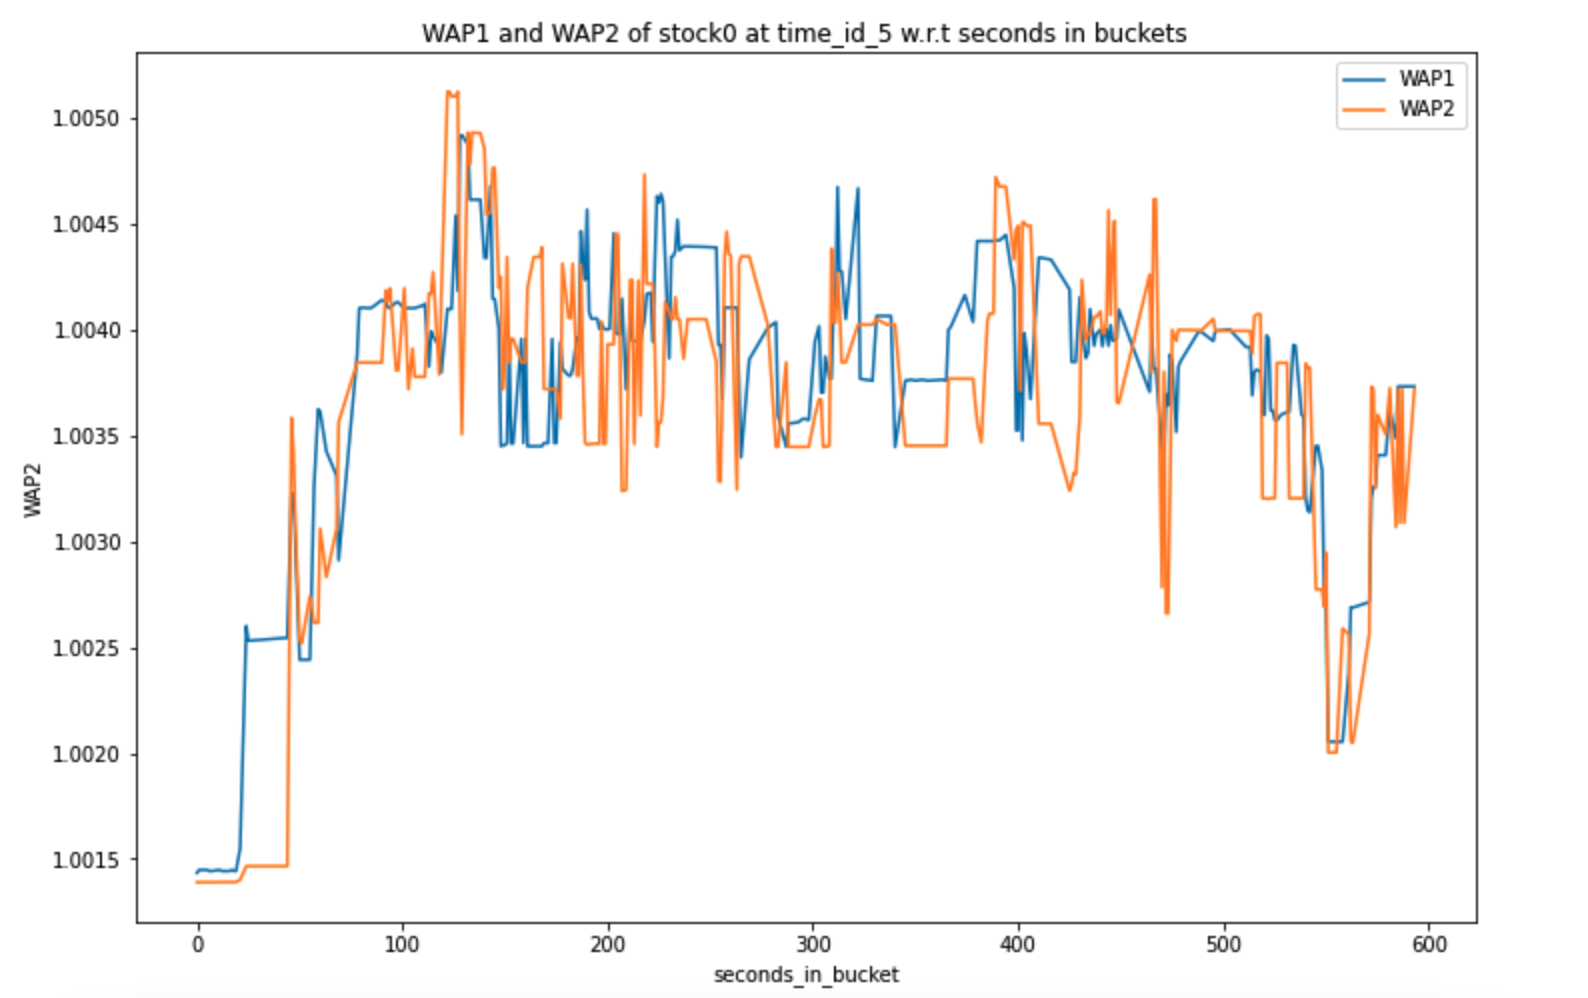 WAP1 and WAP2 of stock0 at time_id_5 w.r.t seconds in buckets
WAP1
WAP2
1.0050
1.0045
1.0040
1.0035
1.0030
1.0025
1.0020
1.0015
WAP2
0 100 200 300 400 500 600
seconds_in_bucket